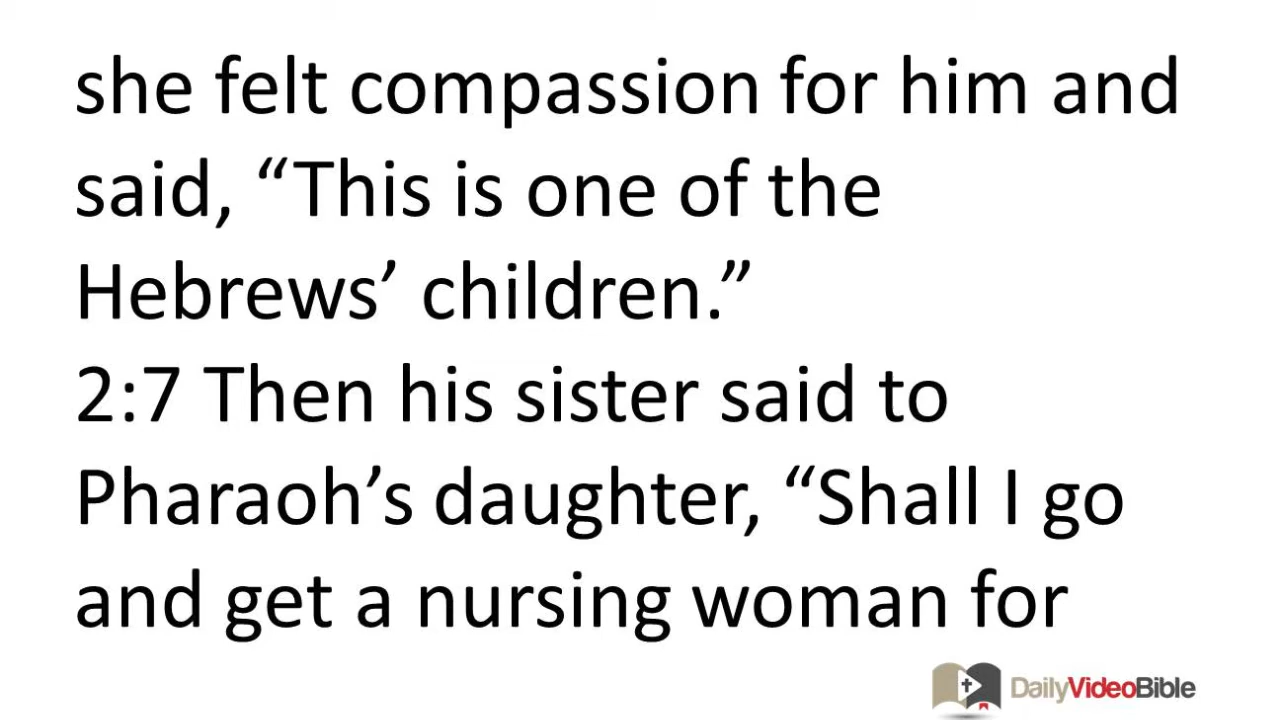 she felt compassion for him and
said, “This is one of the
Hebrews’ children.”
2:7 Then his sister said to
Pharaoh’s daughter, “Shall I go
and get a nursing woman for
DailyVideoBible